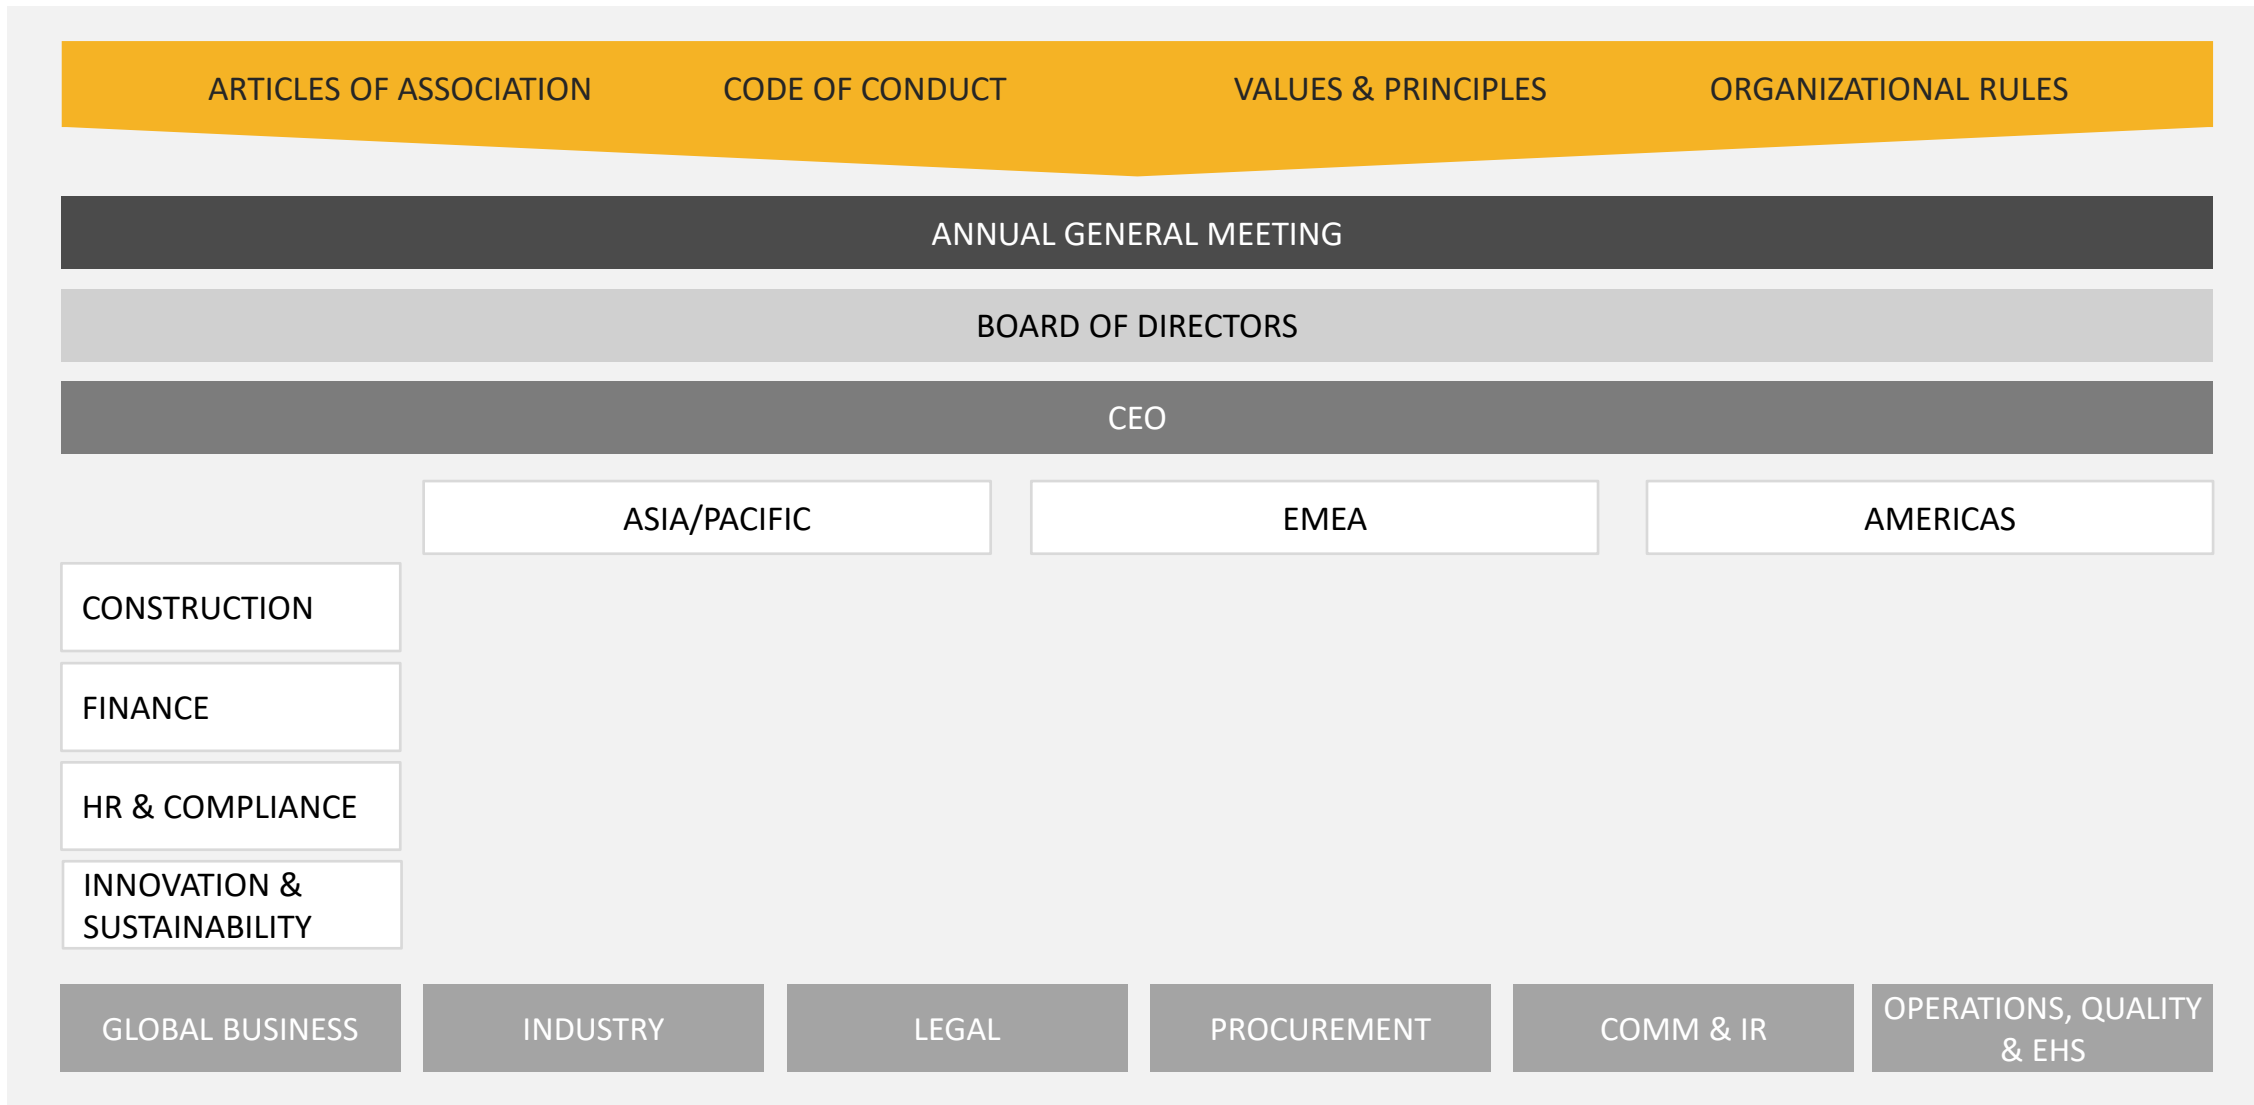 ARTICLES OF ASSOCIATION
CODE OF CONDUCT
VALUES & PRINCIPLES
ORGANIZATIONAL RULES
ANNUAL GENERAL MEETING
BOARD OF DIRECTORS
CEO
ASIA/PACIFIC
EMEA
AMERICAS
CONSTRUCTION
FINANCE
HR & COMPLIANCE
INNOVATION &
SUSTAINABILITY
GLOBAL BUSINESS
INDUSTRY
LEGAL
PROCUREMENT
COMM & IR
OPERATIONS, QUALITY
& EHS